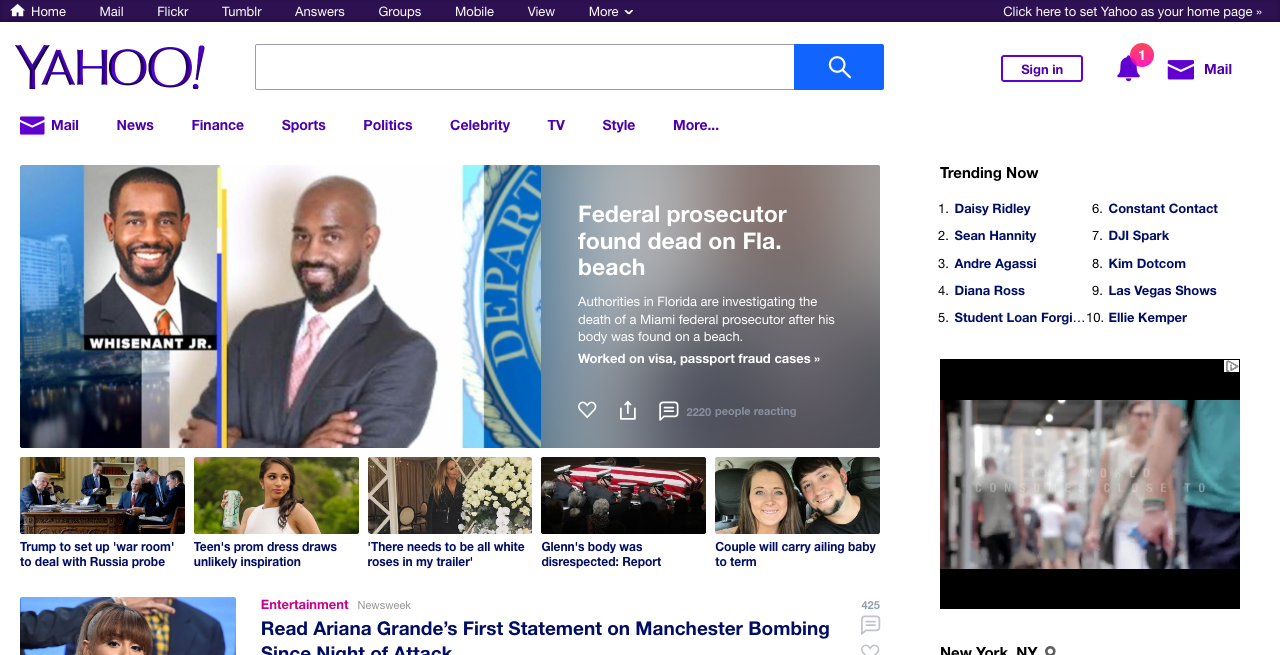 Home Mail Flickr Tumblr Answers Groups Mobile View More Click here to set Yahoo as your home page »
YAHOO!
Sign in
1
Mail
Mail News Finance Sports Politics Celebrity TV Style More...
WHISENANT JR.
DEPART
Federal prosecutor
found dead on Fla.
beach
Authorities in Florida are investigating the
death of a Miami federal prosecutor after his
body was found on a beach.
Worked on visa, passport fraud cases »
2220 people reacting
Trump to set up 'war room'
to deal with Russia probe
Teen's prom dress draws
unlikely inspiration
'There needs to be all white
roses in my trailer'
Glenn's body was
disrespected: Report
Couple will carry ailing baby
to term
Entertainment Newsweek
425
Read Ariana Grande’s First Statement on Manchester Bombing
Since Night of Attack
Trending Now
1. Daisy Ridley
2. Sean Hannity
3. Andre Agassi
4. Diana Ross
5. Student Loan Forgi...
6. Constant Contact
7. DJI Spark
8. Kim Dotcom
9. Las Vegas Shows
10. Ellie Kemper
CLOSE TO
New York, NY